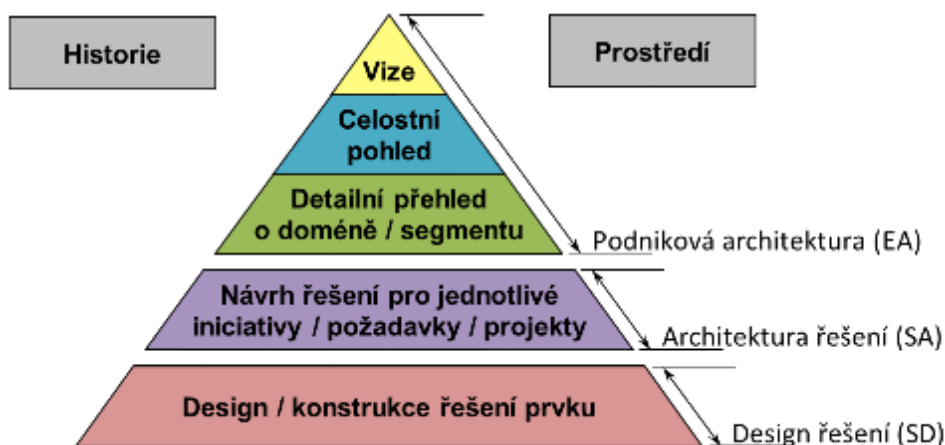 Historie
Prostředí
Vize
Celostní
pohled
Detailní přehled
o doméně / segmentu
Podniková architektura (EA)
Návrh řešení pro jednotlivé
iniciativy / požadavky / projekty
Architektura řešení (SA)
Design / konstrukce řešení prvku
Design řešení (SD)